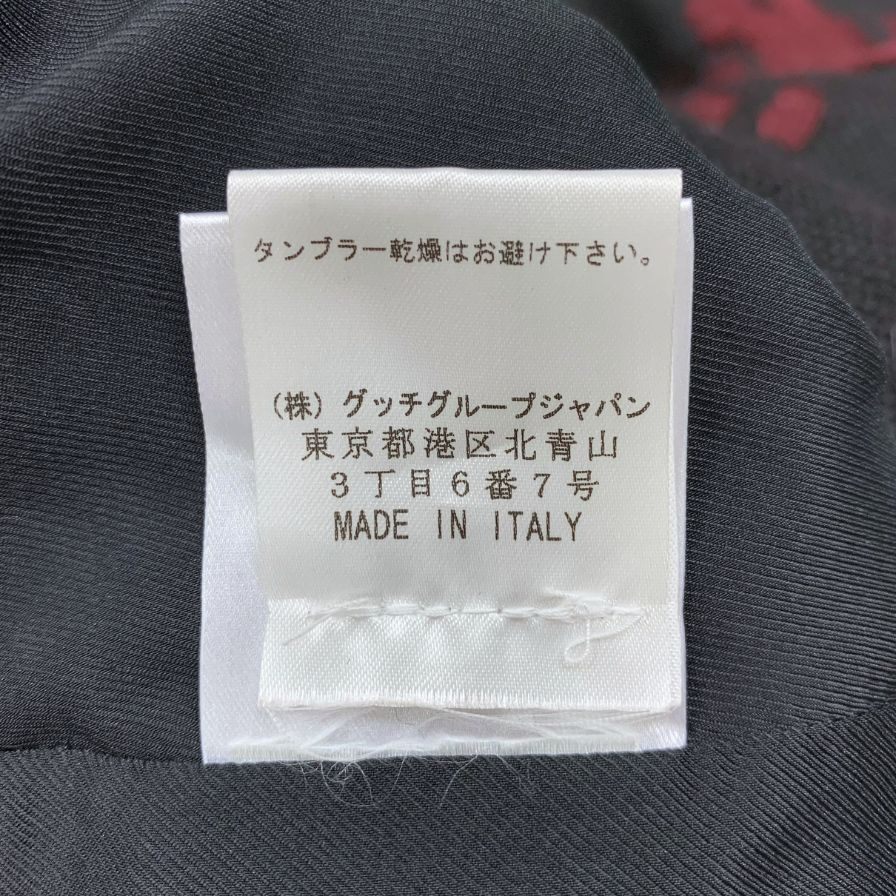 タンブラー乾燥はお避け下さい。
(株) グッチグループジャパン
東京都港区北青山
3丁目6番7号
MADE IN ITALY